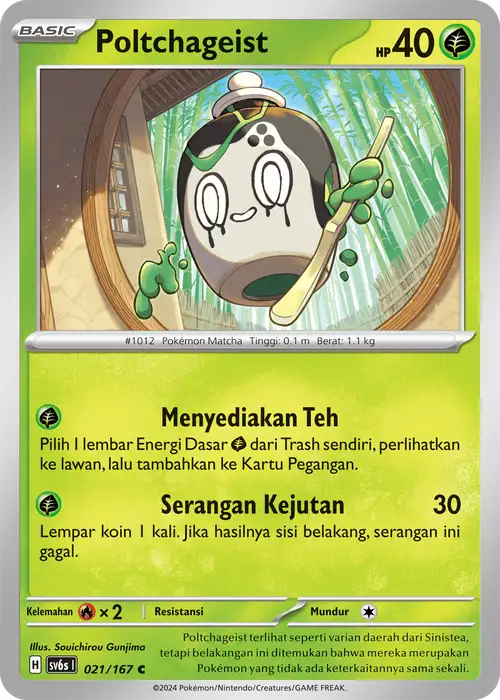 BASIC
Poltchageist
HP 40
#1012 Pokémon Matcha Tinggi: 0.1 m Berat: 1.1 kg
Menyediakan Teh
Pilih 1 lembar Energi Dasar dari Trash sendiri, perlihatkan
ke lawan, lalu tambahkan ke Kartu Pegangan.
Serangan Kejutan 30
Lempar koin 1 kali. Jika hasilnya sisi belakang, serangan ini
gagal.
Kelemahan ×2 Resistansi Mundur
Illus. Souichirou Gunjima
Poltchageist terlihat seperti varian daerah dari Sinistea,
tetapi belakangan ini ditemukan bahwa mereka merupakan
Pokémon yang tidak ada keterkaitannya sama sekali.
H sv6s I 021/167 C
©2024 Pokémon/Nintendo/Creatures/GAME FREAK.